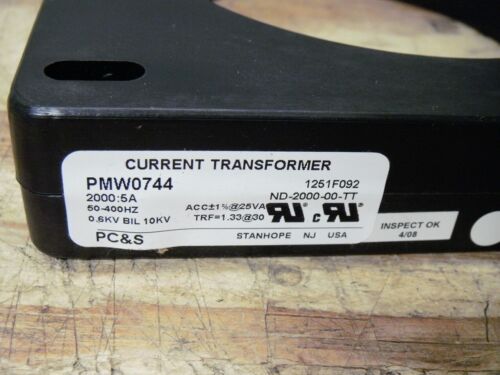 CURRENT TRANSFORMER
PMW0744 1251F092
2000:5A ND-2000-00-TT
50-400HZ ACC±1%@25VA
0.6KV BIL 10KV TRF=1.33@30
PC&S STANHOPE NJ USA
c
INSPECT OK
4/08